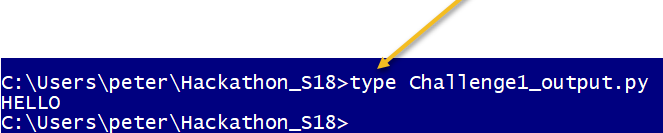 C:\Users\peter\Hackathon_S18>type Challenge1_output.py
HELLO
C:\Users\peter\Hackathon_S18>